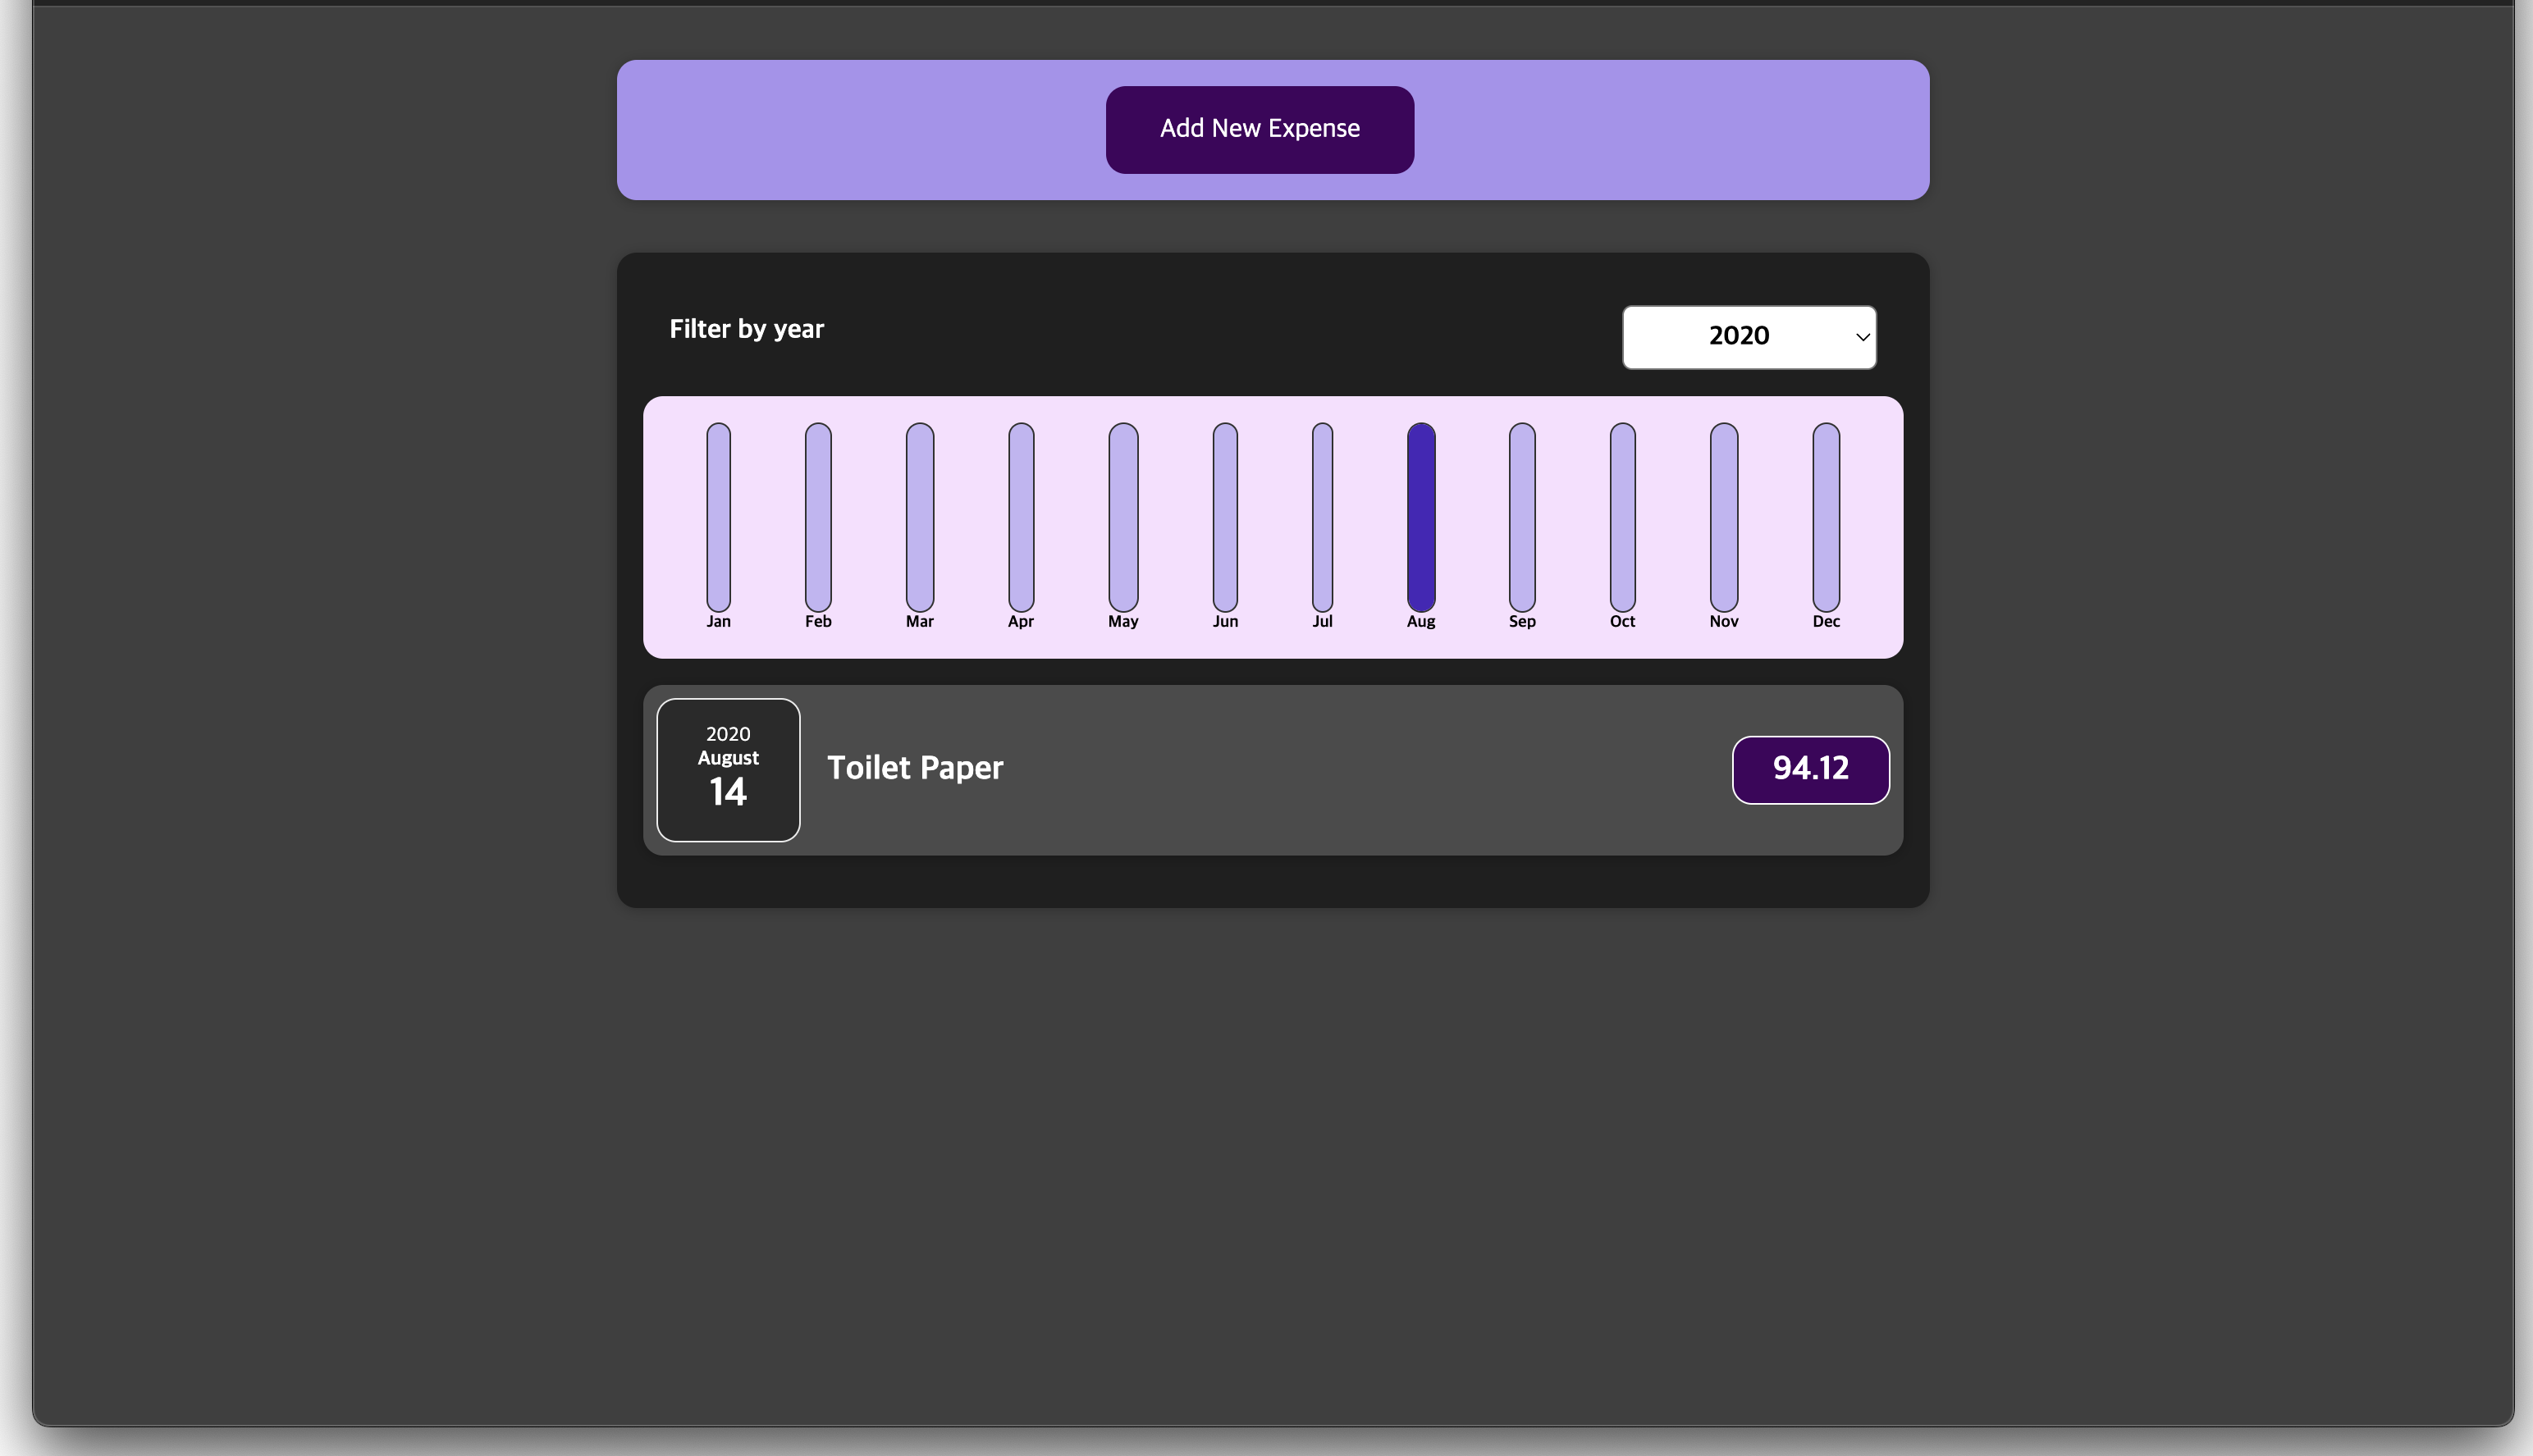 Add New Expense
Filter by year
2020
Jan Feb Mar Apr May Jun Jul Aug Sep Oct Nov Dec
2020
August
14
Toilet Paper
94.12